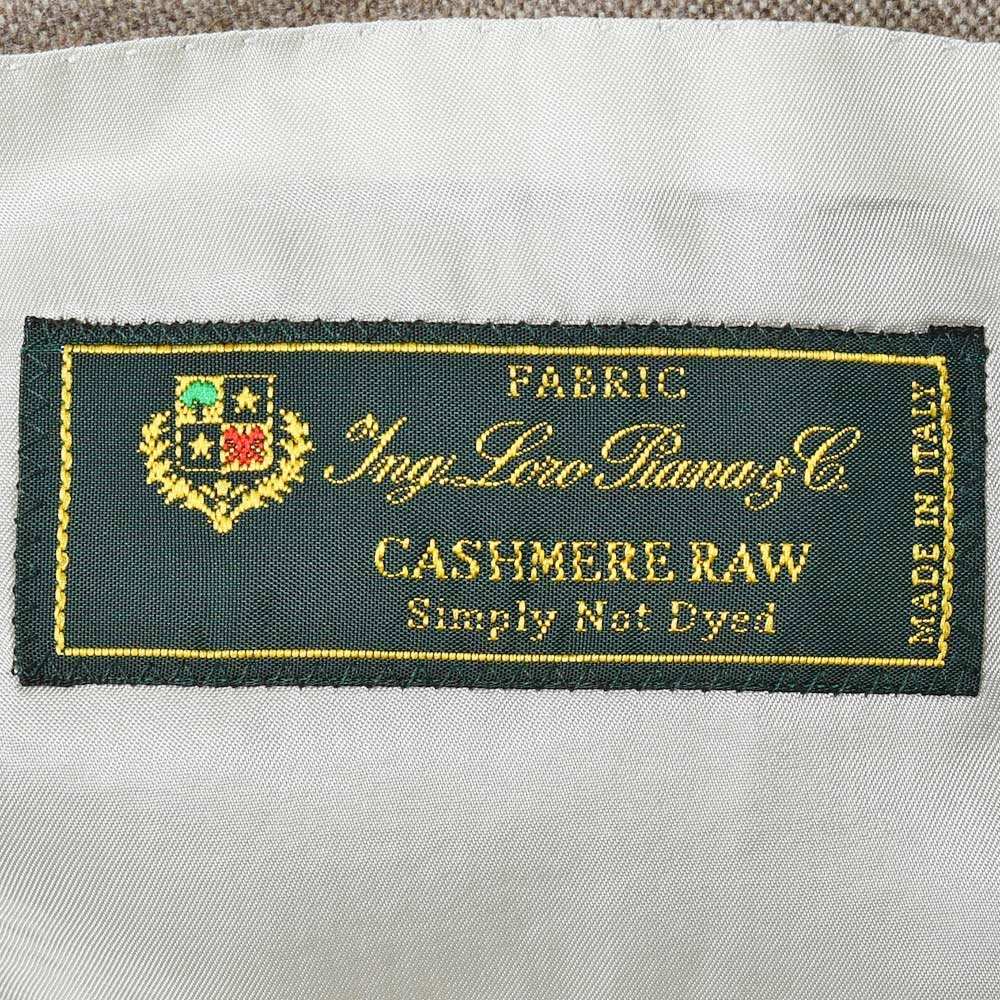 FABRIC
Ing. Loro Piana & C.
CASHMERE RAW
Simply Not Dyed
MADE IN ITALY